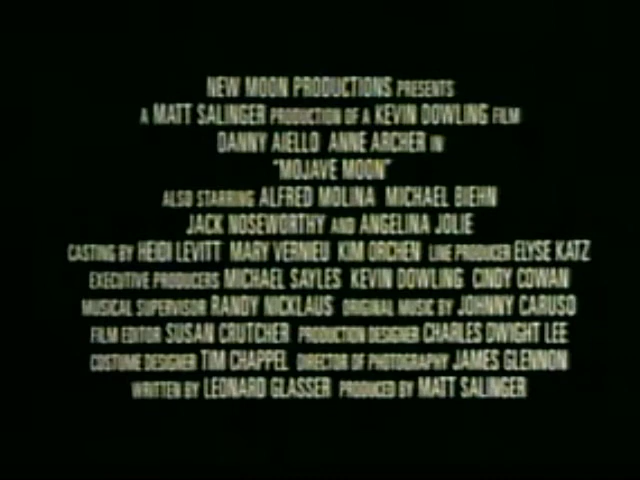 NEW MOON PRODUCTIONS PRESENTS
A MATT SALINGER PRODUCTION OF A KEVIN DOWLING FILM
DANNY AIELLO ANNE ARCHER IN
"MOJAVE MOON"
ALSO STARRING ALFRED MOLINA MICHAEL BIEHN
JACK NOSEWORTHY AND ANGELINA JOLIE
CASTING BY HEIDI LEVITT MARY VERNIEU KIM ORCHEN LINE PRODUCER ELYSE KATZ
EXECUTIVE PRODUCERS MICHAEL SAYLES KEVIN DOWLING CINDY COWAN
MUSICAL SUPERVISOR RANDY NICKLAUS ORIGINAL MUSIC BY JOHNNY CARUSO
FILM EDITOR SUSAN CRUTCHER PRODUCTION DESIGNER CHARLES DWIGHT LEE
COSTUME DESIGNER TIM CHAPPEL DIRECTOR OF PHOTOGRAPHY JAMES GLENNON
WRITTEN BY LEONARD GLASSER PRODUCED BY MATT SALINGER